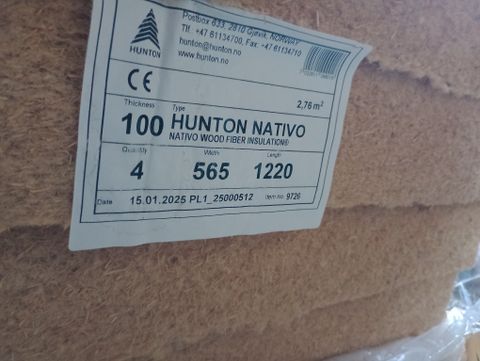 HUNTON
Postbox 633, 2810 Gjøvik, NORWAY
Tlf. +47 61134700, Fax. +47 61134710
hunton@hunton.no
www.hunton.no
CE
2,76 m²
Thickness Type
100 HUNTON NATIVO
NATIVO WOOD FIBER INSULATION®
Quantity Width Length
4 565 1220
Date 15.01.2025 PL1_25000512 Item no. 9726